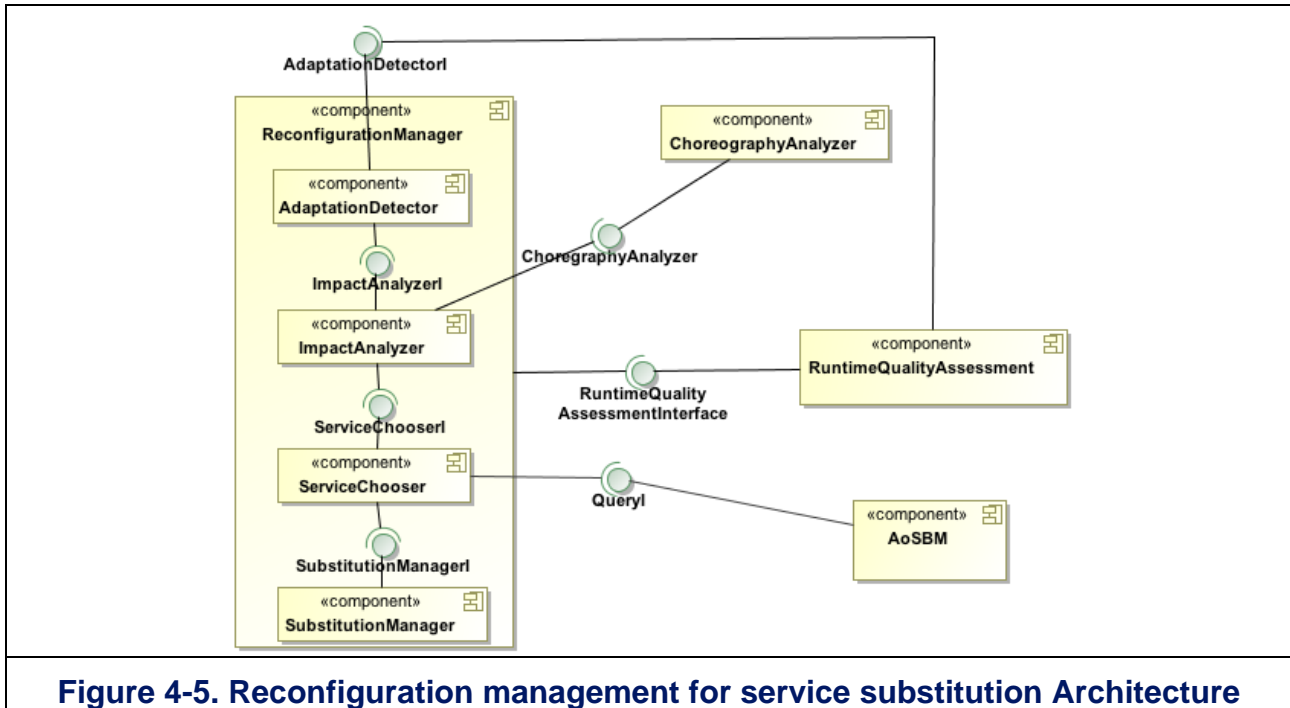 AdaptationDetectorI
«component»
ReconfigurationManager
«component»
ChoreographyAnalyzer
«component»
AdaptationDetector
ChoregraphyAnalyzer
ImpactAnalyzerI
«component»
ImpactAnalyzer
«component»
RuntimeQualityAssessment
RuntimeQuality
AssessmentInterface
ServiceChooserI
«component»
ServiceChooser
QueryI
«component»
AoSBM
SubstitutionManagerI
«component»
SubstitutionManager
Figure 4-5. Reconfiguration management for service substitution Architecture